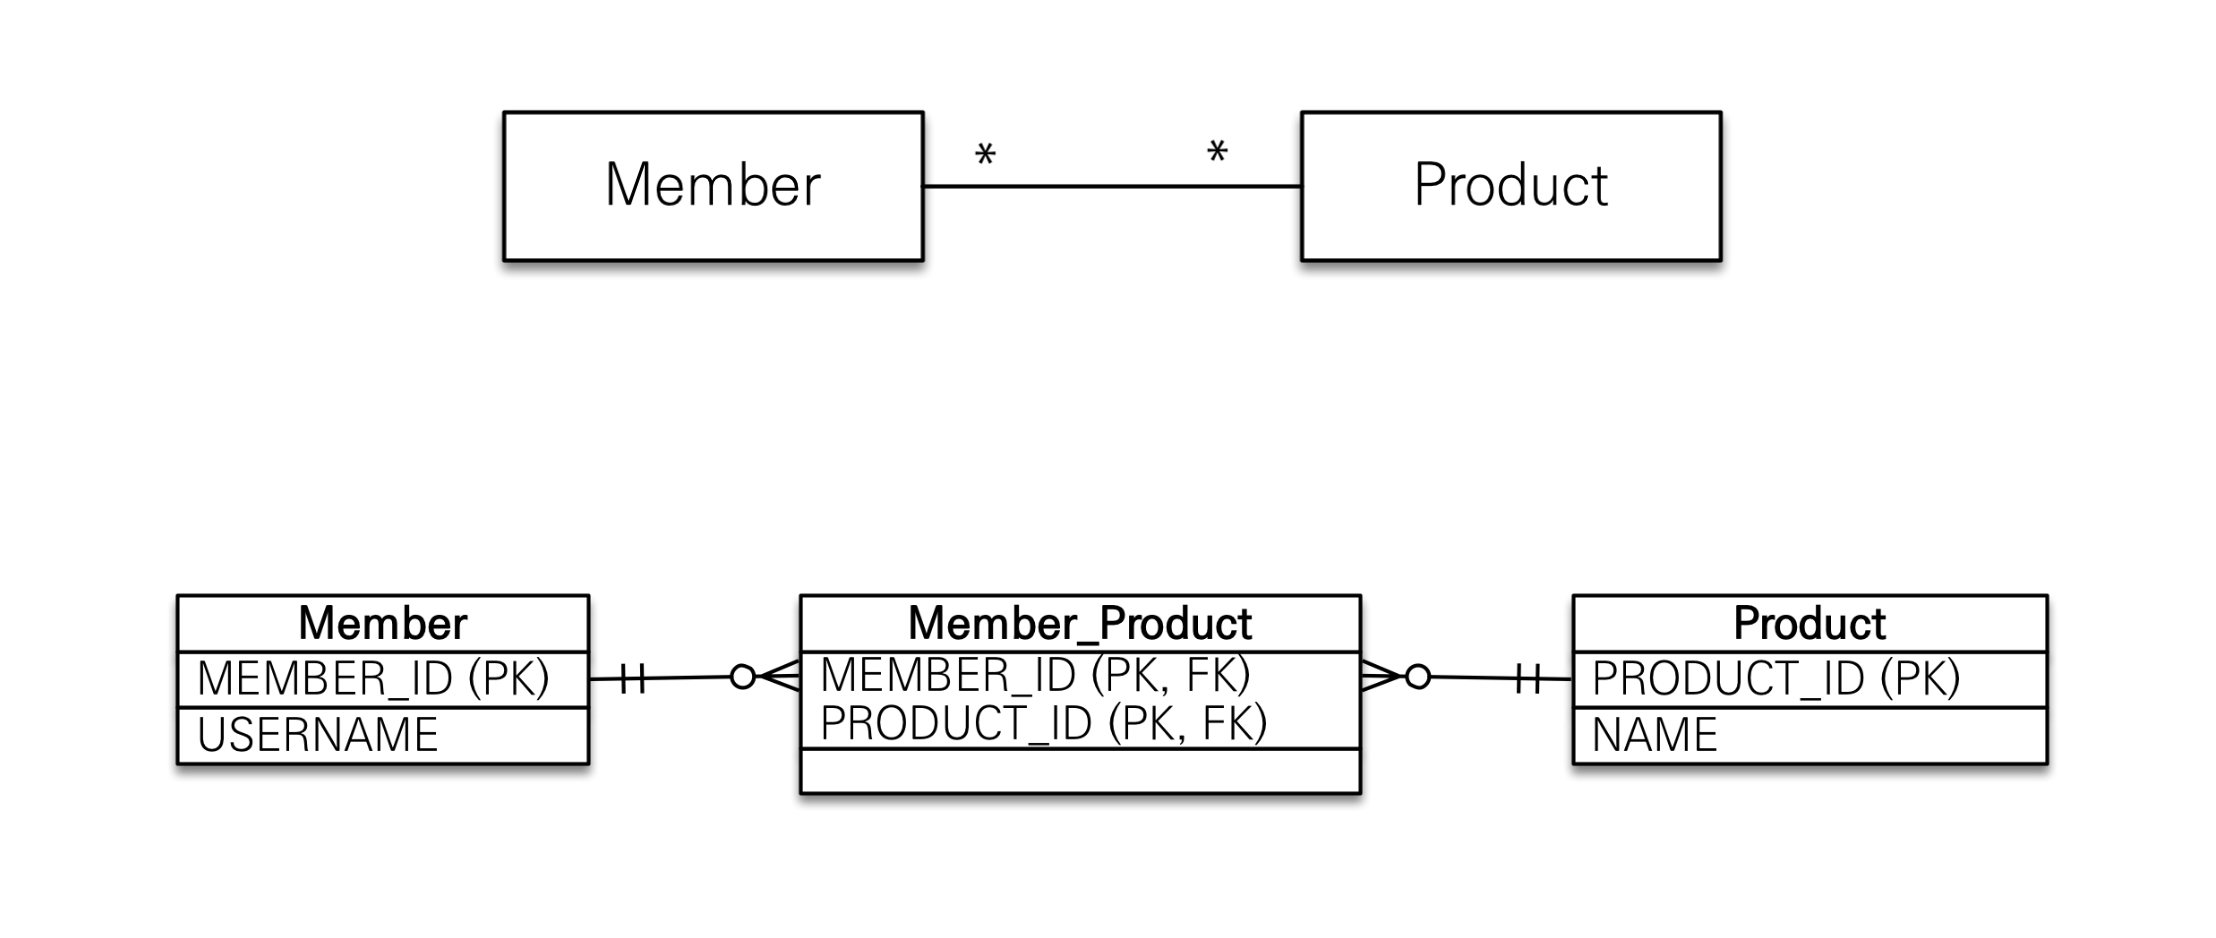 Member
*
*
Product
Member
MEMBER_ID (PK)
USERNAME
Member_Product
MEMBER_ID (PK, FK)
PRODUCT_ID (PK, FK)
Product
PRODUCT_ID (PK)
NAME